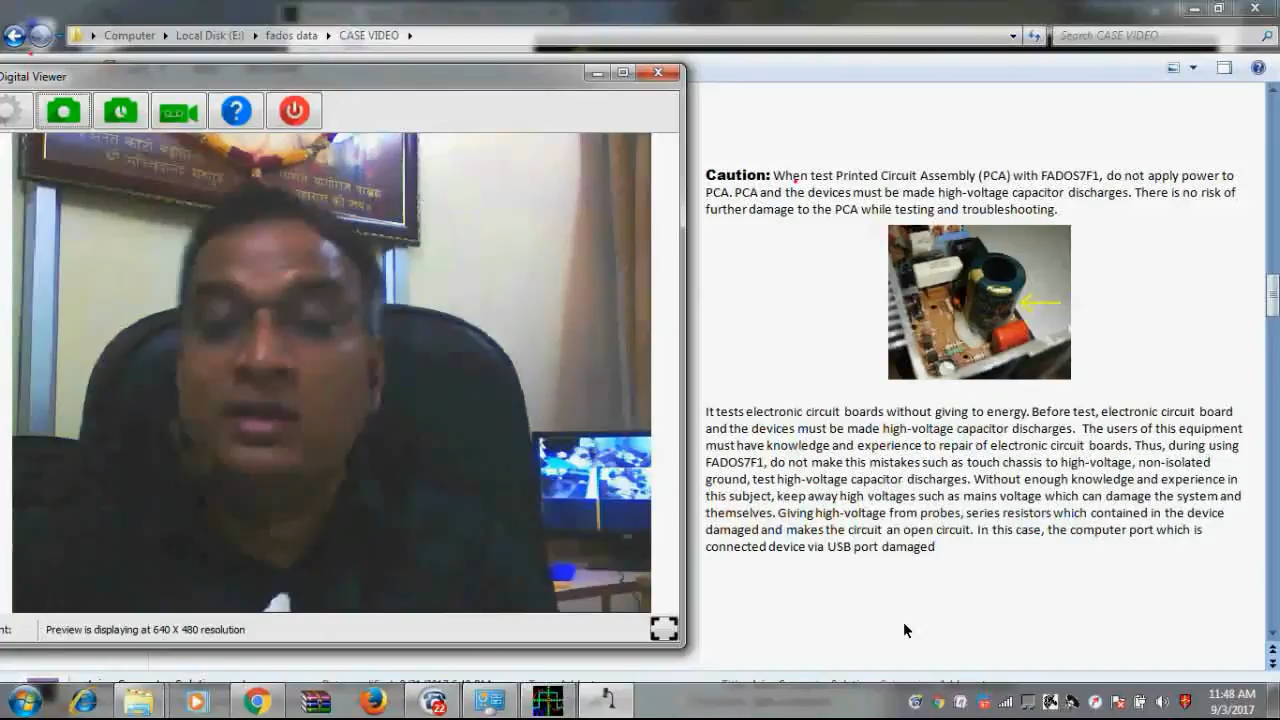 Computer
Local Disk (E:)
fados data
CASE VIDEO
Search CASE VIDEO
Digital Viewer
Caution: When test Printed Circuit Assembly (PCA) with FADOS7F1, do not apply power to
PCA. PCA and the devices must be made high-voltage capacitor discharges. There is no risk of
further damage to the PCA while testing and troubleshooting.
It tests electronic circuit boards without giving to energy. Before test, electronic circuit board
and the devices must be made high-voltage capacitor discharges. The users of this equipment
must have knowledge and experience to repair of electronic circuit boards. Thus, during using
FADOS7F1, do not make this mistakes such as touch chassis to high-voltage, non-isolated
ground, test high-voltage capacitor discharges. Without enough knowledge and experience in
this subject, keep away high voltages such as mains voltage which can damage the system and
themselves. Giving high-voltage from probes, series resistors which contained in the device
damaged and makes the circuit an open circuit. In this case, the computer port which is
connected device via USB port damaged
nt:
Preview is displaying at 640 X 480 resolution
22
11:48 AM
9/3/2017